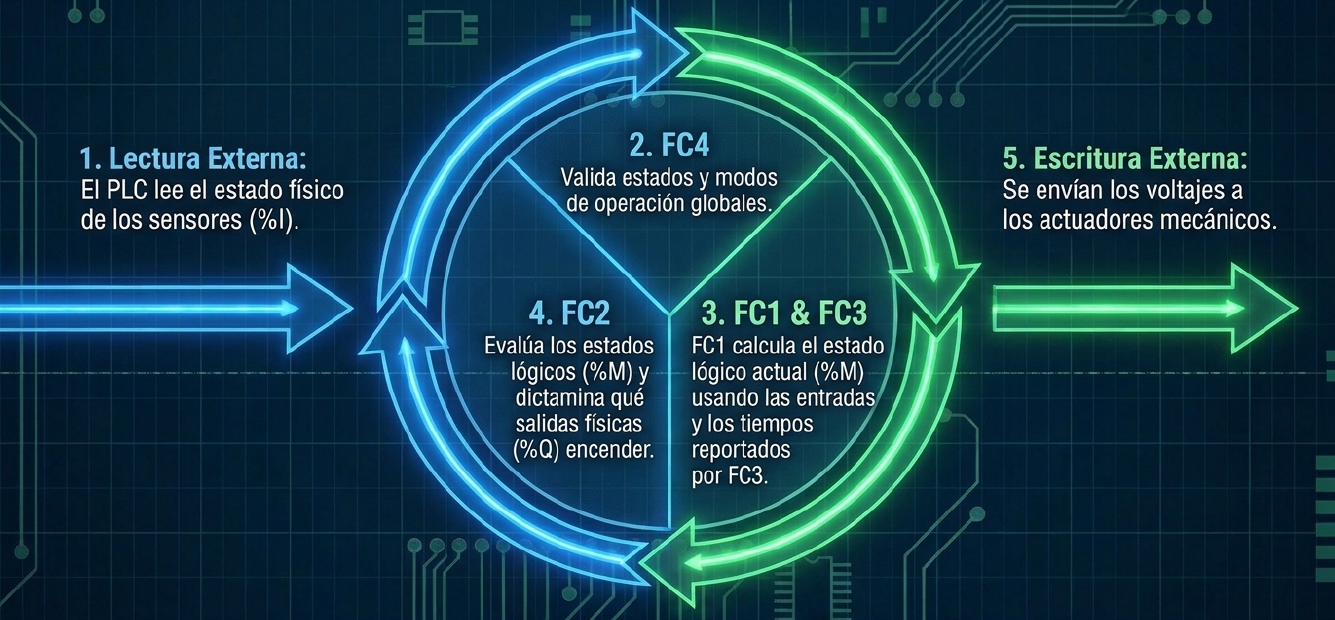 1. Lectura Externa:
El PLC lee el estado físico
de los sensores (%I).
2. FC4
Valida estados y modos
de operación globales.
3. FC1 & FC3
FC1 calcula el estado
lógico actual (%M)
usando las entradas
y los tiempos
reportados
por FC3.
4. FC2
Evalúa los estados
lógicos (%M) y
dictamina qué
salidas físicas
(%Q) encender.
5. Escritura Externa:
Se envían los voltajes a
los actuadores mecánicos.